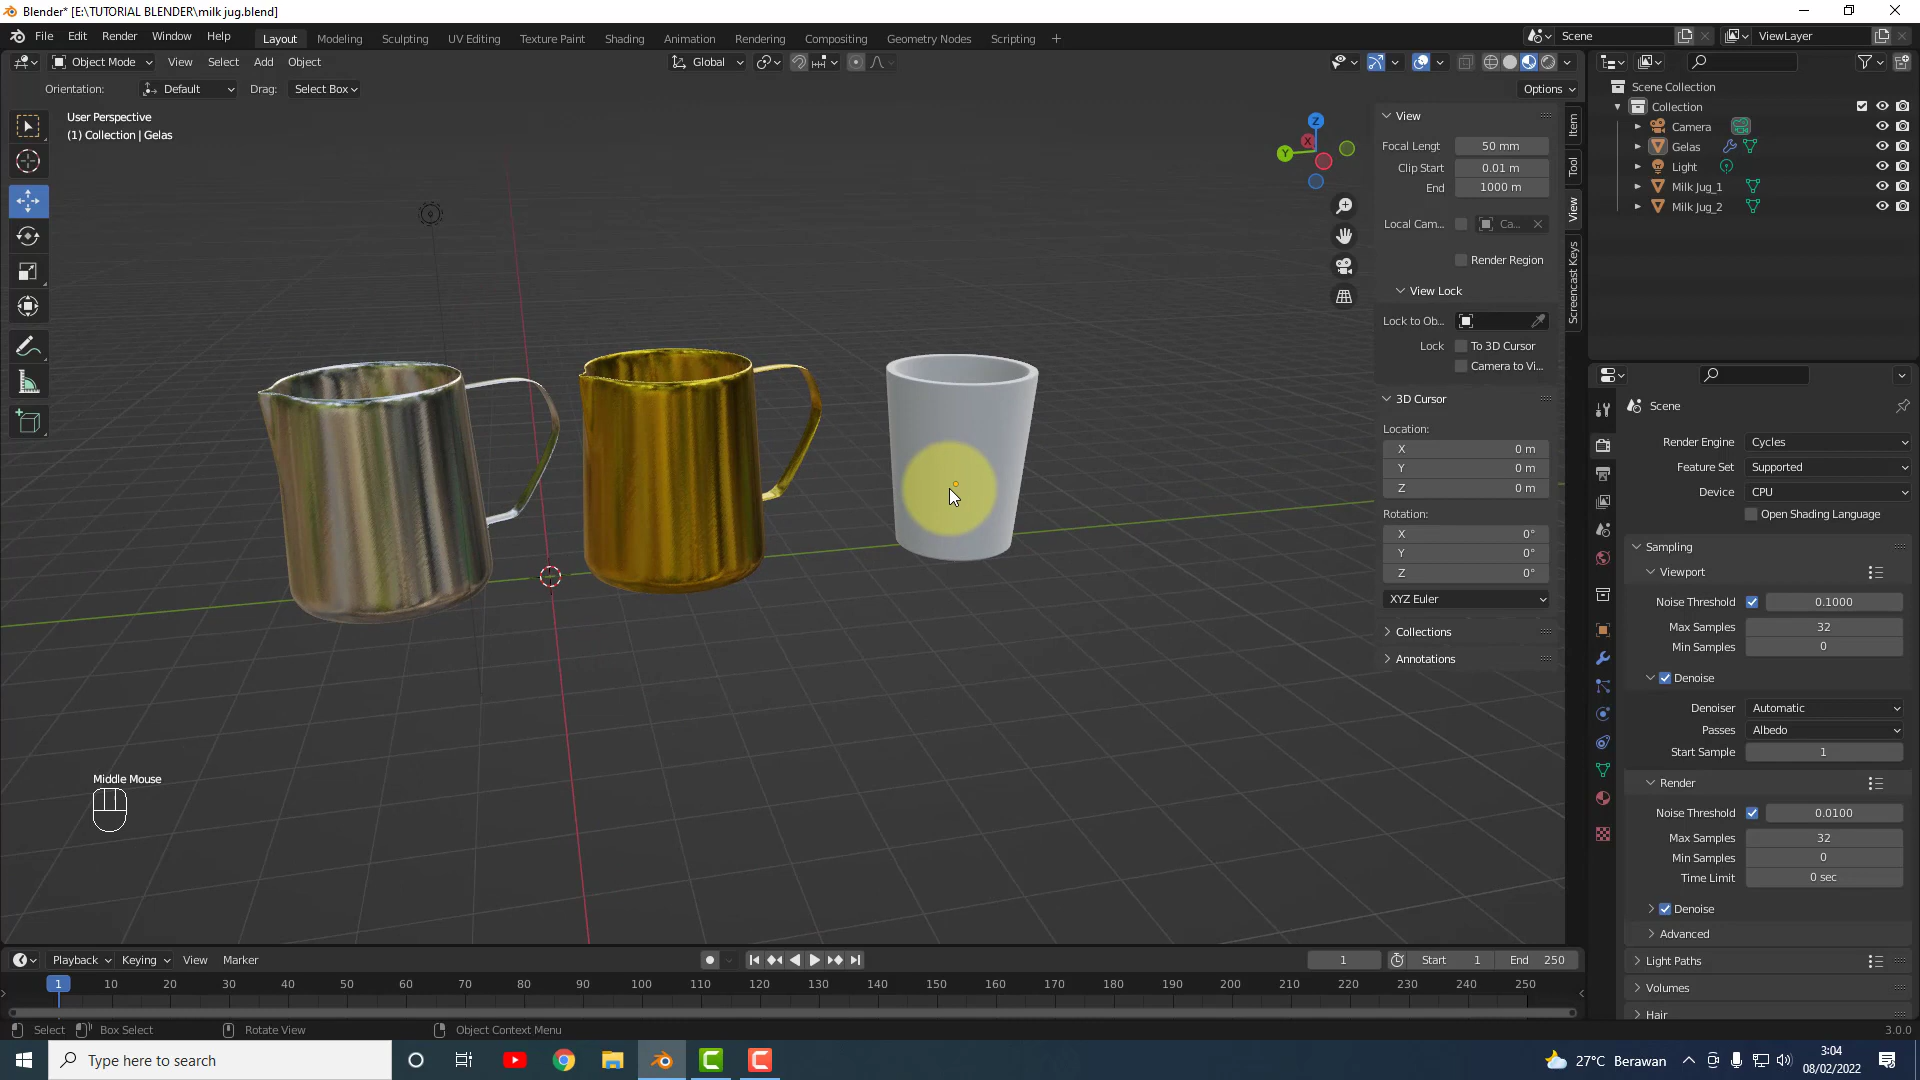 Blender* [E:\TUTORIAL BLENDER\milk jug.blend]
File Edit Render Window Help Layout Modeling Sculpting UV Editing Texture Paint Shading Animation Rendering Compositing Geometry Nodes Scripting + Scene ViewLayer
Object Mode View Select Add Object Global
Orientation: Default Drag: Select Box Options
User Perspective
(1) Collection | Gelas
Z
X
Y
View
Focal Lengt 50 mm
Clip Start 0.01 m
End 1000 m
Local Cam... Ca...
Render Region
View Lock
Lock to Ob...
Lock To 3D Cursor
Camera to Vi...
3D Cursor
Location:
X 0 m
Y 0 m
Z 0 m
Rotation:
X 0°
Y 0°
Z 0°
XYZ Euler
Collections
Annotations
Item
Tool
View
Screencast Keys
Scene Collection
Collection
Camera
Gelas
Light
Milk Jug_1
Milk Jug_2
Scene
Render Engine Cycles
Feature Set Supported
Device CPU
Open Shading Language
Sampling
Viewport
Noise Threshold 0.1000
Max Samples 32
Min Samples 0
Denoise
Denoiser Automatic
Passes Albedo
Start Sample 1
Render
Noise Threshold 0.0100
Max Samples 32
Min Samples 0
Time Limit 0 sec
Denoise
Advanced
Light Paths
Volumes
Hair
Middle Mouse
Playback Keying View Marker 1 Start 1 End 250
1 10 20 30 40 50 60 70 80 90 100 110 120 130 140 150 160 170 180 190 200 210 220 230 240 250
Select Box Select Rotate View Object Context Menu 3.0.0
Type here to search 27°C Berawan 3:04
08/02/2022